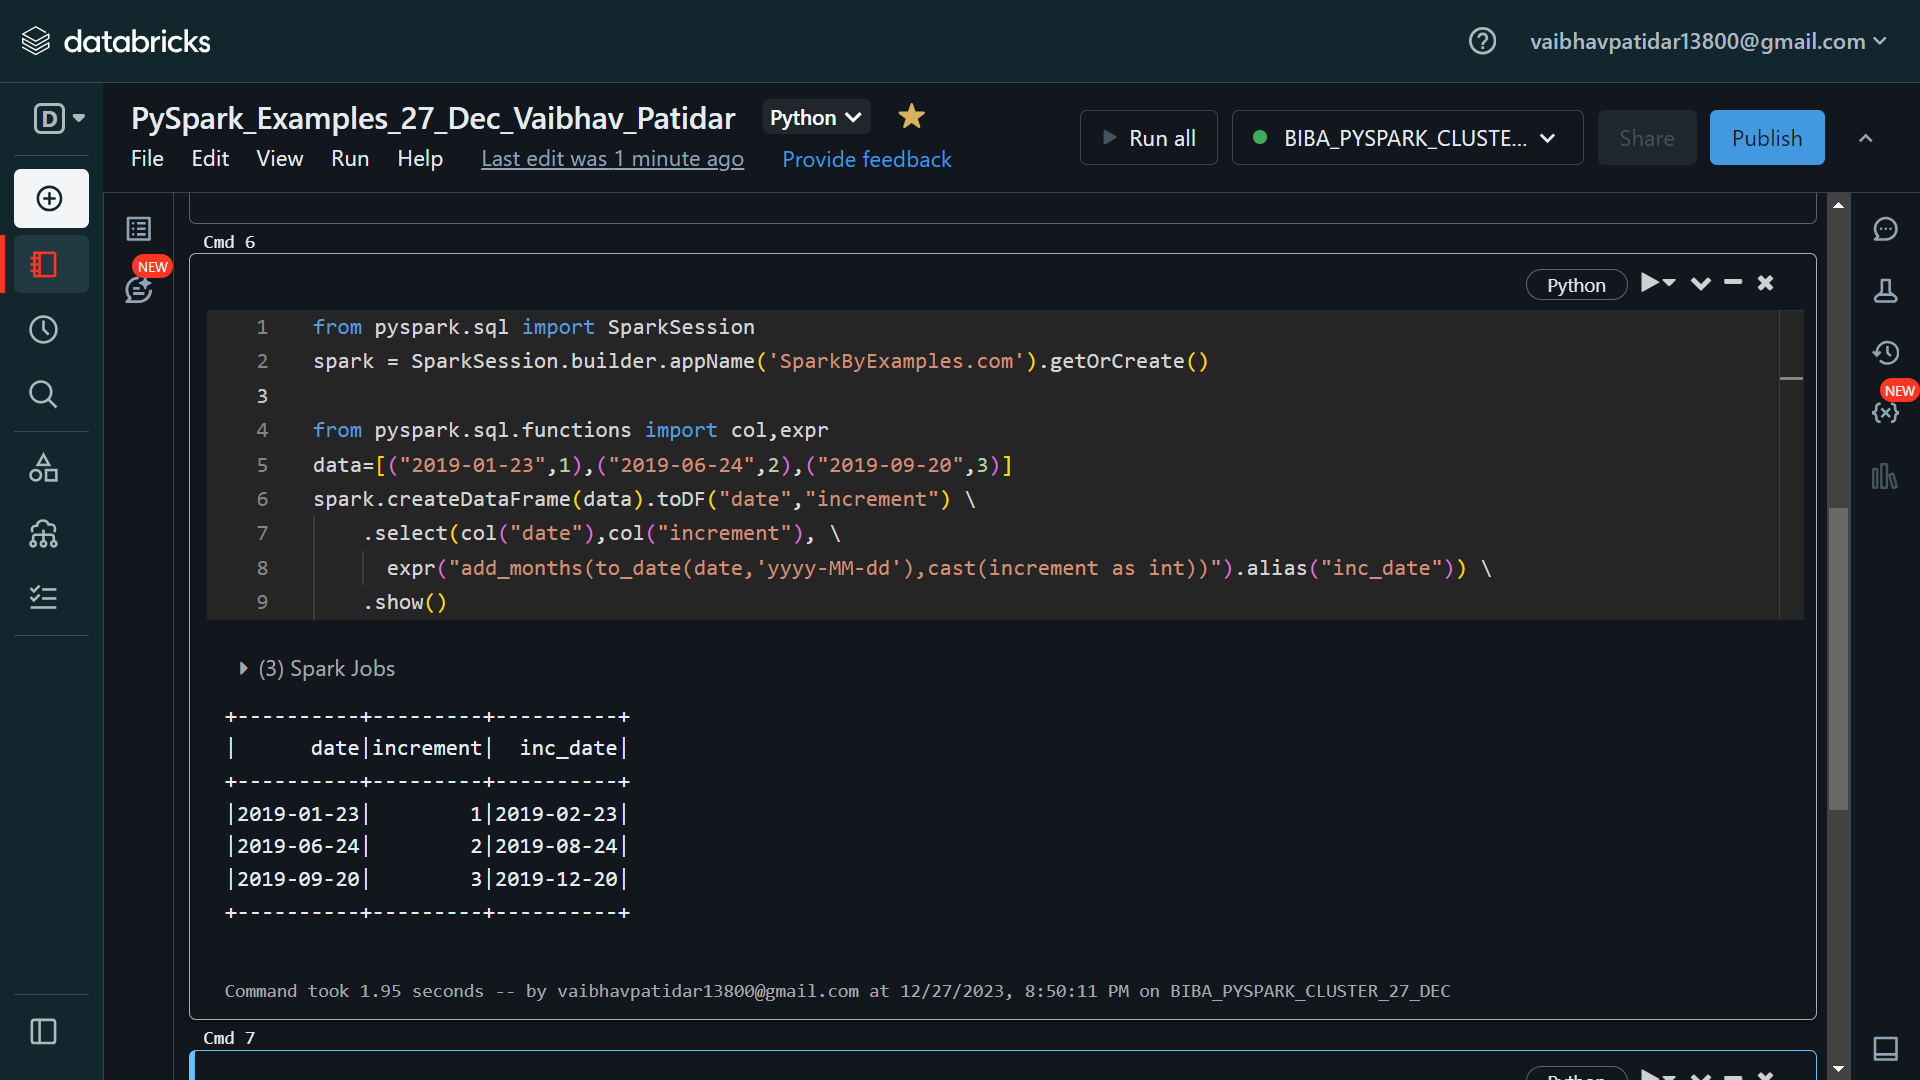 databricks
vaibhavpatidar13800@gmail.com
D
PySpark_Examples_27_Dec_Vaibhav_Patidar
Python
File Edit View Run Help Last edit was 1 minute ago Provide feedback
Run all
BIBA_PYSPARK_CLUSTE...
Share
Publish
NEW
NEW
Cmd 6
Python
1 from pyspark.sql import SparkSession
2 spark = SparkSession.builder.appName('SparkByExamples.com').getOrCreate()
3
4 from pyspark.sql.functions import col,expr
5 data=[("2019-01-23",1),("2019-06-24",2),("2019-09-20",3)]
6 spark.createDataFrame(data).toDF("date","increment") \
7     .select(col("date"),col("increment"), \
8       expr("add_months(to_date(date,'yyyy-MM-dd'),cast(increment as int))").alias("inc_date")) \
9     .show()
(3) Spark Jobs
+----------+---------+----------+
|      date|increment|  inc_date|
+----------+---------+----------+
|2019-01-23|        1|2019-02-23|
|2019-06-24|        2|2019-08-24|
|2019-09-20|        3|2019-12-20|
+----------+---------+----------+
Command took 1.95 seconds -- by vaibhavpatidar13800@gmail.com at 12/27/2023, 8:50:11 PM on BIBA_PYSPARK_CLUSTER_27_DEC
Cmd 7
Python